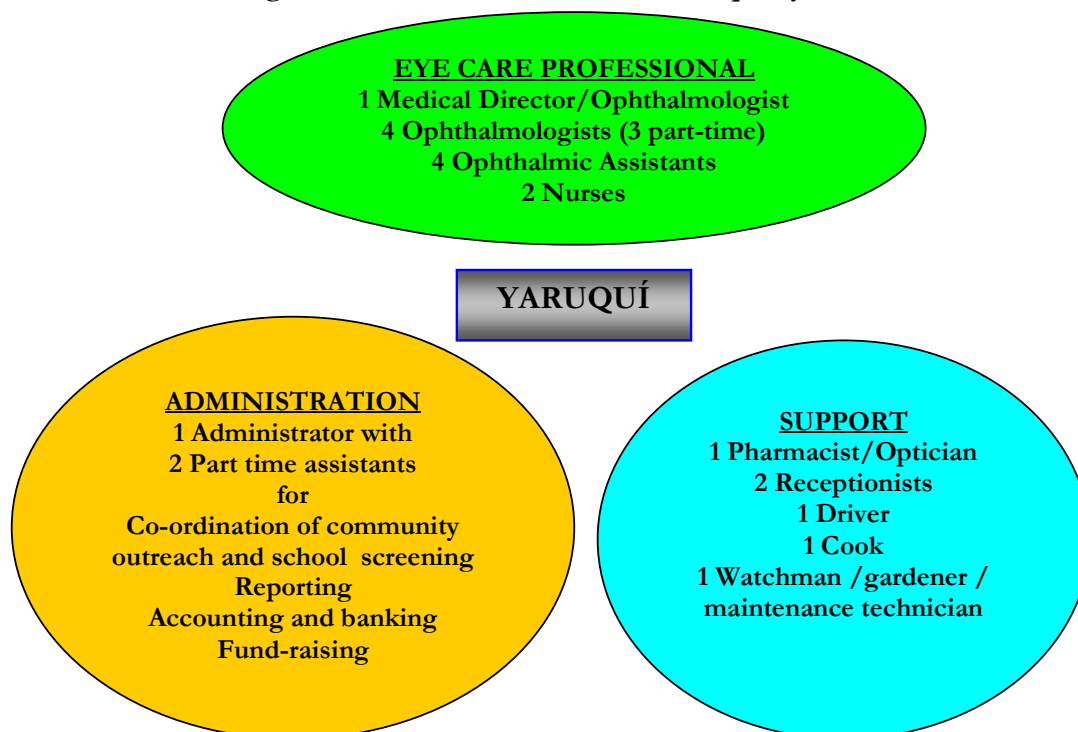 EYE CARE PROFESSIONAL
1 Medical Director/Ophthalmologist
4 Ophthalmologists (3 part-time)
4 Ophthalmic Assistants
2 Nurses
YARUQUÍ
ADMINISTRATION
1 Administrator with
2 Part time assistants
for
Co-ordination of community
outreach and school screening
Reporting
Accounting and banking
Fund-raising
SUPPORT
1 Pharmacist/Optician
2 Receptionists
1 Driver
1 Cook
1 Watchman /gardener /
maintenance technician